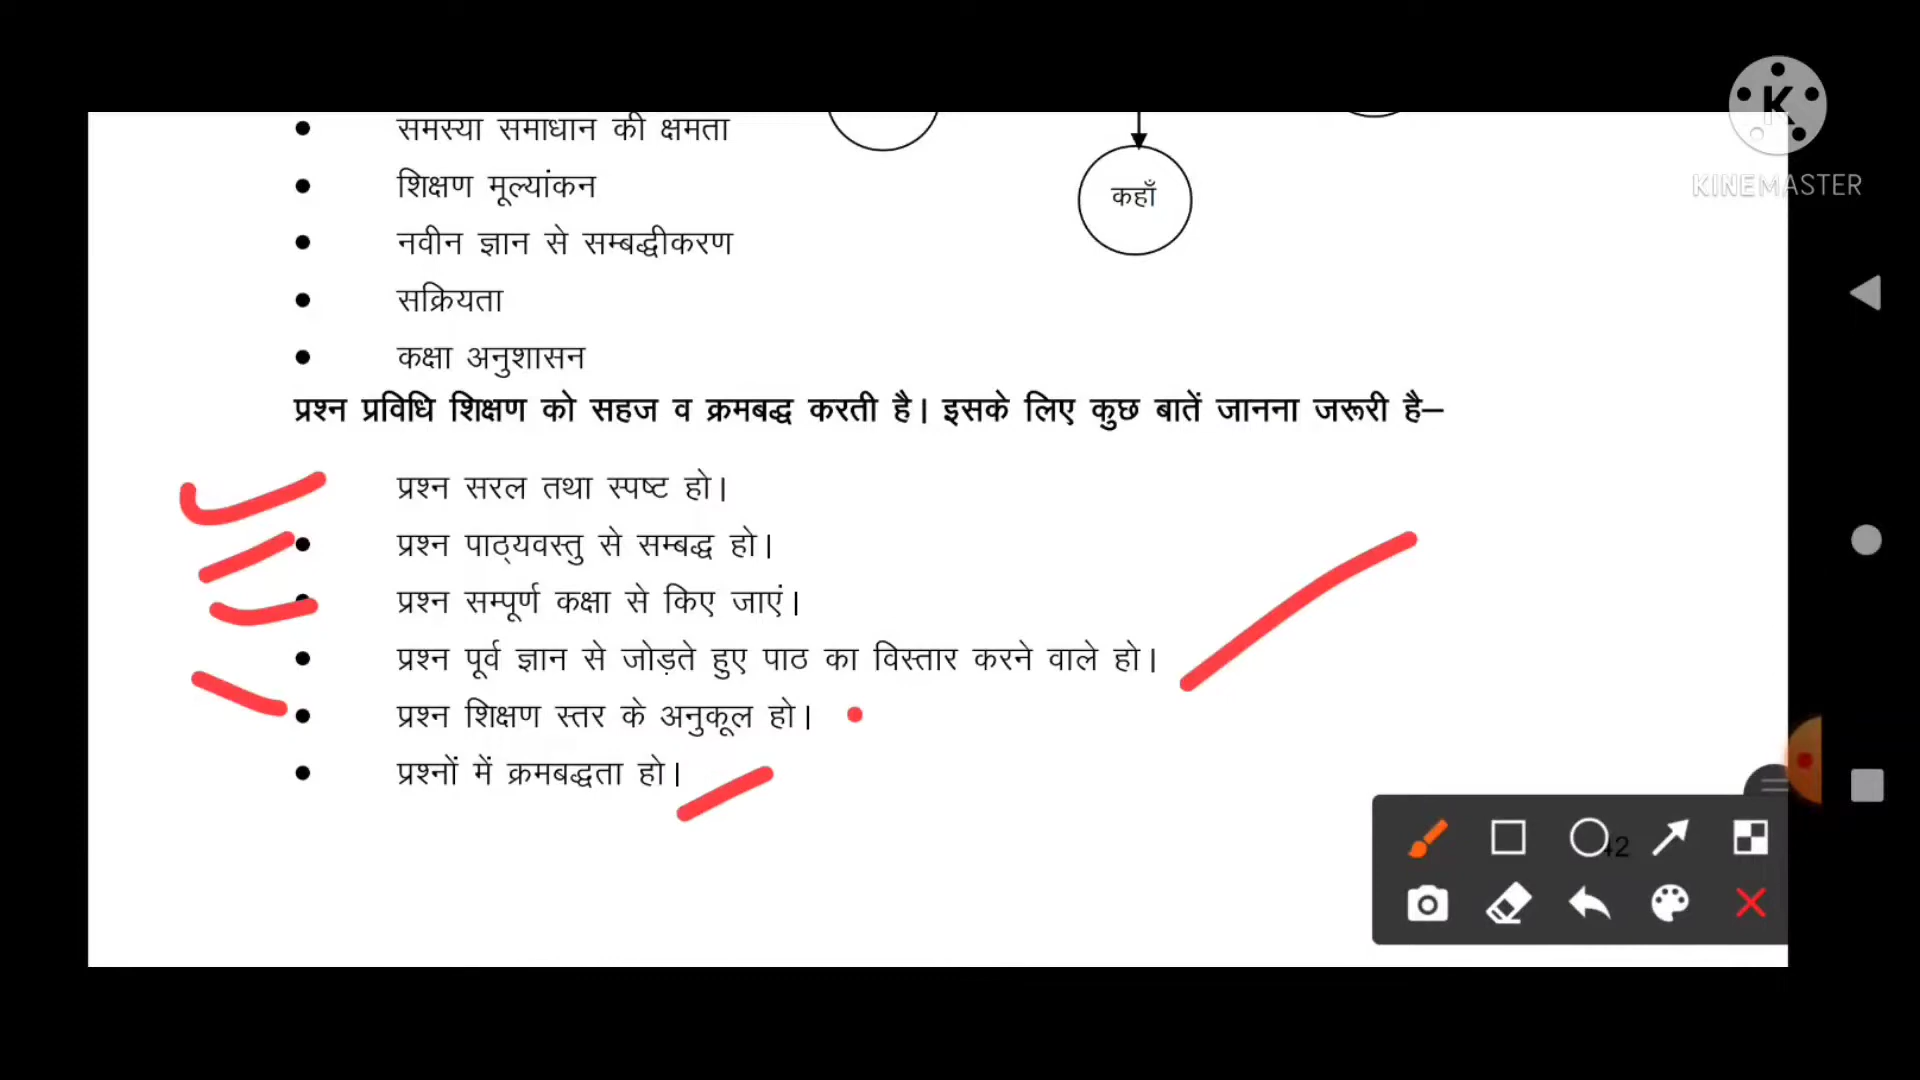 समस्या समाधान की क्षमता
शिक्षण मूल्यांकन
कहाँ
नवीन ज्ञान से सम्बद्धीकरण
सक्रियता
कक्षा अनुशासन
प्रश्न प्रविधि शिक्षण को सहज व क्रमबद्ध करती है। इसके लिए कुछ बातें जानना जरूरी है–
प्रश्न सरल तथा स्पष्ट हो।
प्रश्न पाठ्यवस्तु से सम्बद्ध हो।
प्रश्न सम्पूर्ण कक्षा से किए जाएं।
प्रश्न पूर्व ज्ञान से जोड़ते हुए पाठ का विस्तार करने वाले हो।
प्रश्न शिक्षण स्तर के अनुकूल हो।
प्रश्नों में क्रमबद्धता हो।
K
KINEMASTER